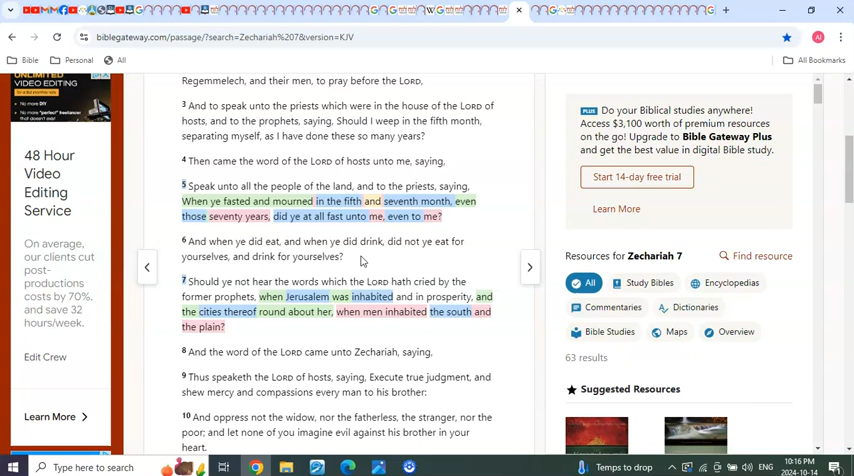 biblegateway.com/passage/?search=Zechariah%207&version=KJV
Bible
Personal
All
All Bookmarks
Regemmelech, and their men, to pray before the LORD,
3 And to speak unto the priests which were in the house of the LORD of
hosts, and to the prophets, saying, Should I weep in the fifth month,
separating myself, as I have done these so many years?
4 Then came the word of the LORD of hosts unto me, saying,
5 Speak unto all the people of the land, and to the priests, saying,
When ye fasted and mourned in the fifth and seventh month, even
those seventy years, did ye at all fast unto me, even to me?
6 And when ye did eat, and when ye did drink, did not ye eat for
yourselves, and drink for yourselves?
7 Should ye not hear the words which the LORD hath cried by the
former prophets, when Jerusalem was inhabited and in prosperity, and
the cities thereof round about her, when men inhabited the south and
the plain?
8 And the word of the LORD came unto Zechariah, saying,
9 Thus speaketh the LORD of hosts, saying, Execute true judgment, and
shew mercy and compassions every man to his brother:
10 And oppress not the widow, nor the fatherless, the stranger, nor the
poor; and let none of you imagine evil against his brother in your
heart.
UNLIMITED
VIDEO
EDITING
48 Hour
Video
Editing
Service
On average,
our clients cut
post-
productions
costs by 70%,
and save 32
hours/week.
Edit Crew
Learn More
PLUS Do your Biblical studies anywhere!
Access $3,100 worth of premium resources
on the go! Upgrade to Bible Gateway Plus
and get the best value in digital Bible study.
Start 14-day free trial
Learn More
Resources for Zechariah 7
Find resource
All
Study Bibles
Encyclopedias
Commentaries
Dictionaries
Bible Studies
Maps
Overview
63 results
Suggested Resources
Type here to search
Temps to drop
ENG
10:16 PM
2024-10-14